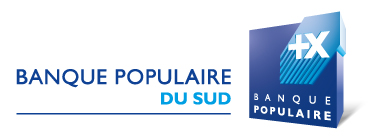 BANQUE POPULAIRE
DU SUD
+X
BANQUE
POPULAIRE